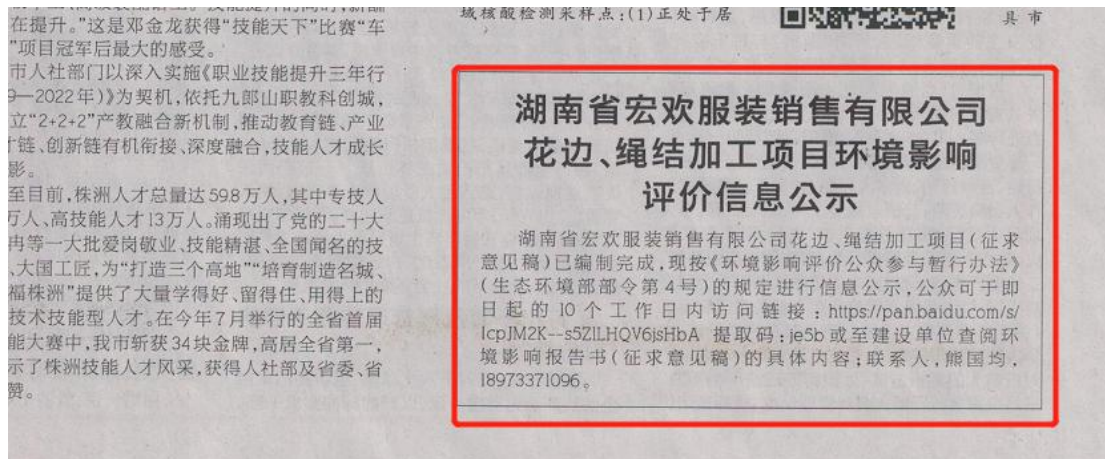 在提升。”这是邓金龙获得“技能天下”比赛“车
”项目冠军后最大的感受。
市人社部门以深入实施《职业技能提升三年行
—2022年)》为契机,依托九郎山职教科创城,
立“2+2+2”产教融合新机制,推动教育链、产业
链、创新链有机衔接、深度融合,技能人才成长
影。
至目前,株洲人才总量达59.8万人,其中专技人
万人、高技能人才13万人。涌现出了党的二十大
冉等一大批爱岗敬业、技能精湛、全国闻名的技
、大国工匠,为“打造三个高地”“培育制造名城、
福株洲”提供了大量学得好、留得住、用得上的
技术技能型人才。在今年7月举行的全省首届
能大赛中,我市斩获34块金牌,高居全省第一,
示了株洲技能人才风采,获得人社部及省委、省
赞。
域核酸检测采样点:(1)正处于居
具市
湖南省宏欢服装销售有限公司
花边、绳结加工项目环境影响
评价信息公示
湖南省宏欢服装销售有限公司花边、绳结加工项目(征求
意见稿)已编制完成,现按《环境影响评价公众参与暂行办法》
(生态环境部部令第4号)的规定进行信息公示,公众可于即
日起的10个工作日内访问链接:https://pan.baidu.com/s/
1cpJM2K--s5ZlLHQV6jsHbA 提取码:je5b或至建设单位查阅环
境影响报告书(征求意见稿)的具体内容;联系人,熊国均,
18973371096。